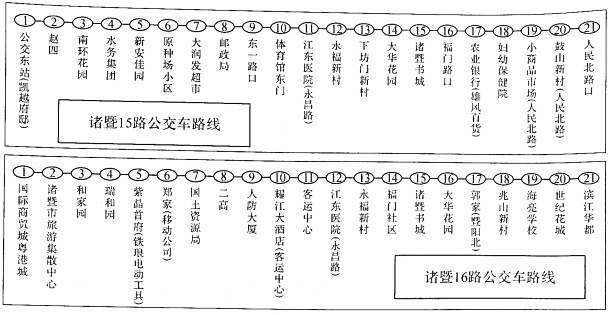 1 2 3 4 5 6 7 8 9 10 11 12 13 14 15 16 17 18 19 20 21
公交东站(凯越府邸)
赵四
南环花园
水务集团
新安佳园
原种场小区
大润发超市
邮政局
东一路口
体育馆东门
江东医院(永昌路)
永福新村
下坊门新村
大华花园
诸暨书城
福门路口
农业银行(雄风百货)
妇幼保健院
小商品市场(人民北路)
鼓山新村(人民北路)
人民北路口
诸暨15路公交车路线
1 2 3 4 5 6 7 8 9 10 11 12 13 14 15 16 17 18 19 20 21
国际商贸城粤港城
诸暨市旅游集散中心
和家园
瑞和园
紫晶首府(铁琅电动工具)
郑家(移动公司)
国土资源局
二高
人防大厦
耀江大酒店(客运中心)
客运中心
江东医院(永昌路)
永福新村
福门社区
诸暨书城
大华花园
郭家(暨阳北)
兆山新村
海亮学校
世纪花城
滨江华都
诸暨16路公交车路线